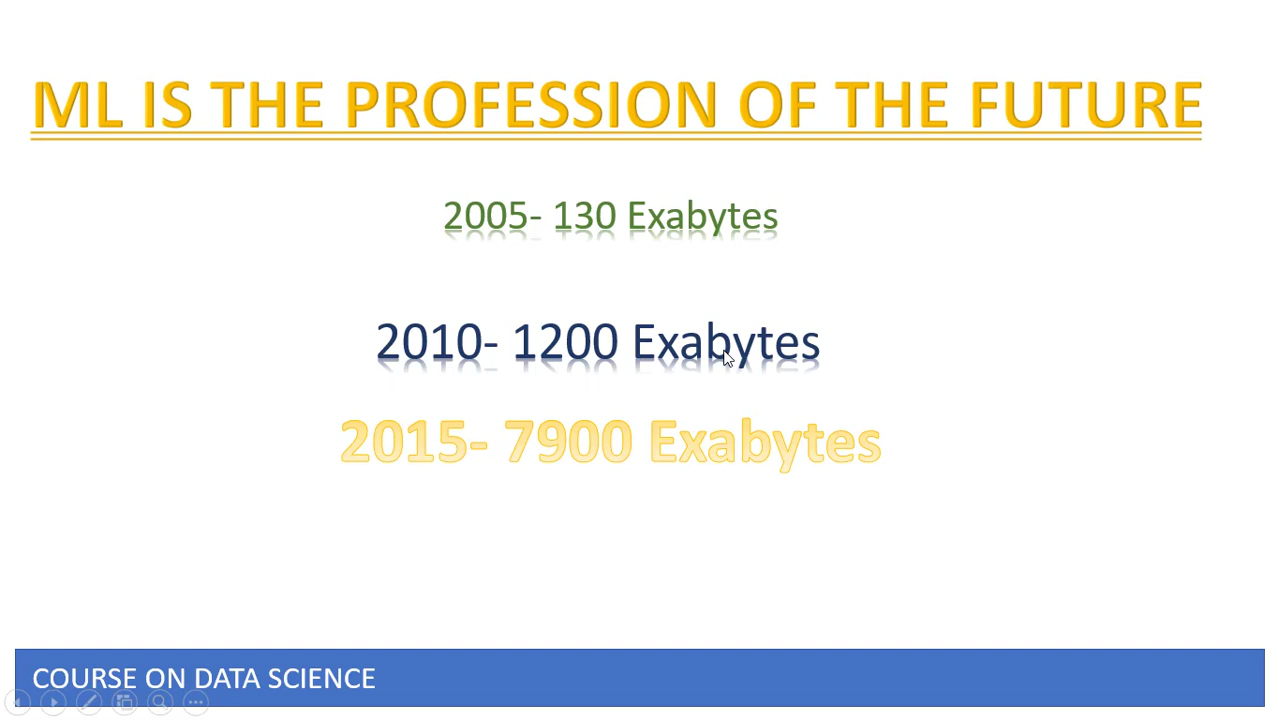 ML IS THE PROFESSION OF THE FUTURE
2005- 130 Exabytes
2010- 1200 Exabytes
2015- 7900 Exabytes
COURSE ON DATA SCIENCE